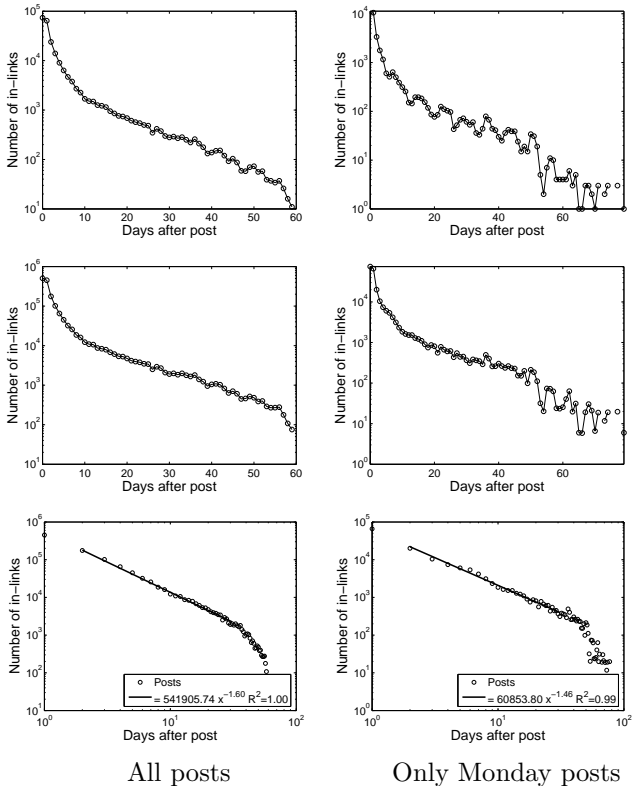 10^5
10^4
10^3
10^2
10^1
0 10 20 30 40 50 60
Number of in−links
Days after post
10^4
10^3
10^2
10^1
10^0
0 20 40 60
Number of in−links
Days after post
10^6
10^5
10^4
10^3
10^2
10^1
0 10 20 30 40 50 60
Number of in−links
Days after post
10^4
10^3
10^2
10^1
10^0
0 20 40 60
Number of in−links
Days after post
10^6
10^5
10^4
10^3
10^2
10^1
10^0 10^1 10^2
Number of in−links
Posts
= 541905.74 x^−1.60 R^2=1.00
Days after post
10^5
10^4
10^3
10^2
10^1
10^0
10^0 10^1 10^2
Number of in−links
Posts
= 60853.80 x^−1.46 R^2=0.99
Days after post
All posts
Only Monday posts